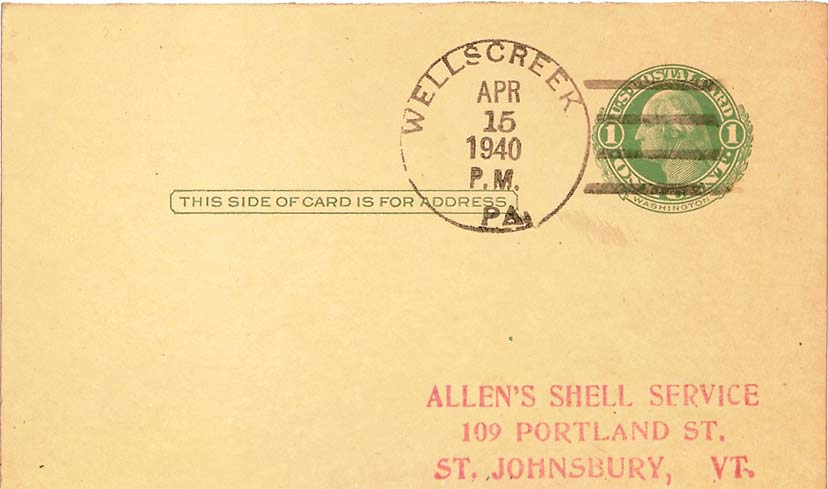 WELLSCREEK
APR
15
1940
P.M.
PA.
U.S. POSTAL CARD
1 1
WASHINGTON
THIS SIDE OF CARD IS FOR ADDRESS
ALLEN'S SHELL SERVICE
109 PORTLAND ST.
ST. JOHNSBURY, VT.